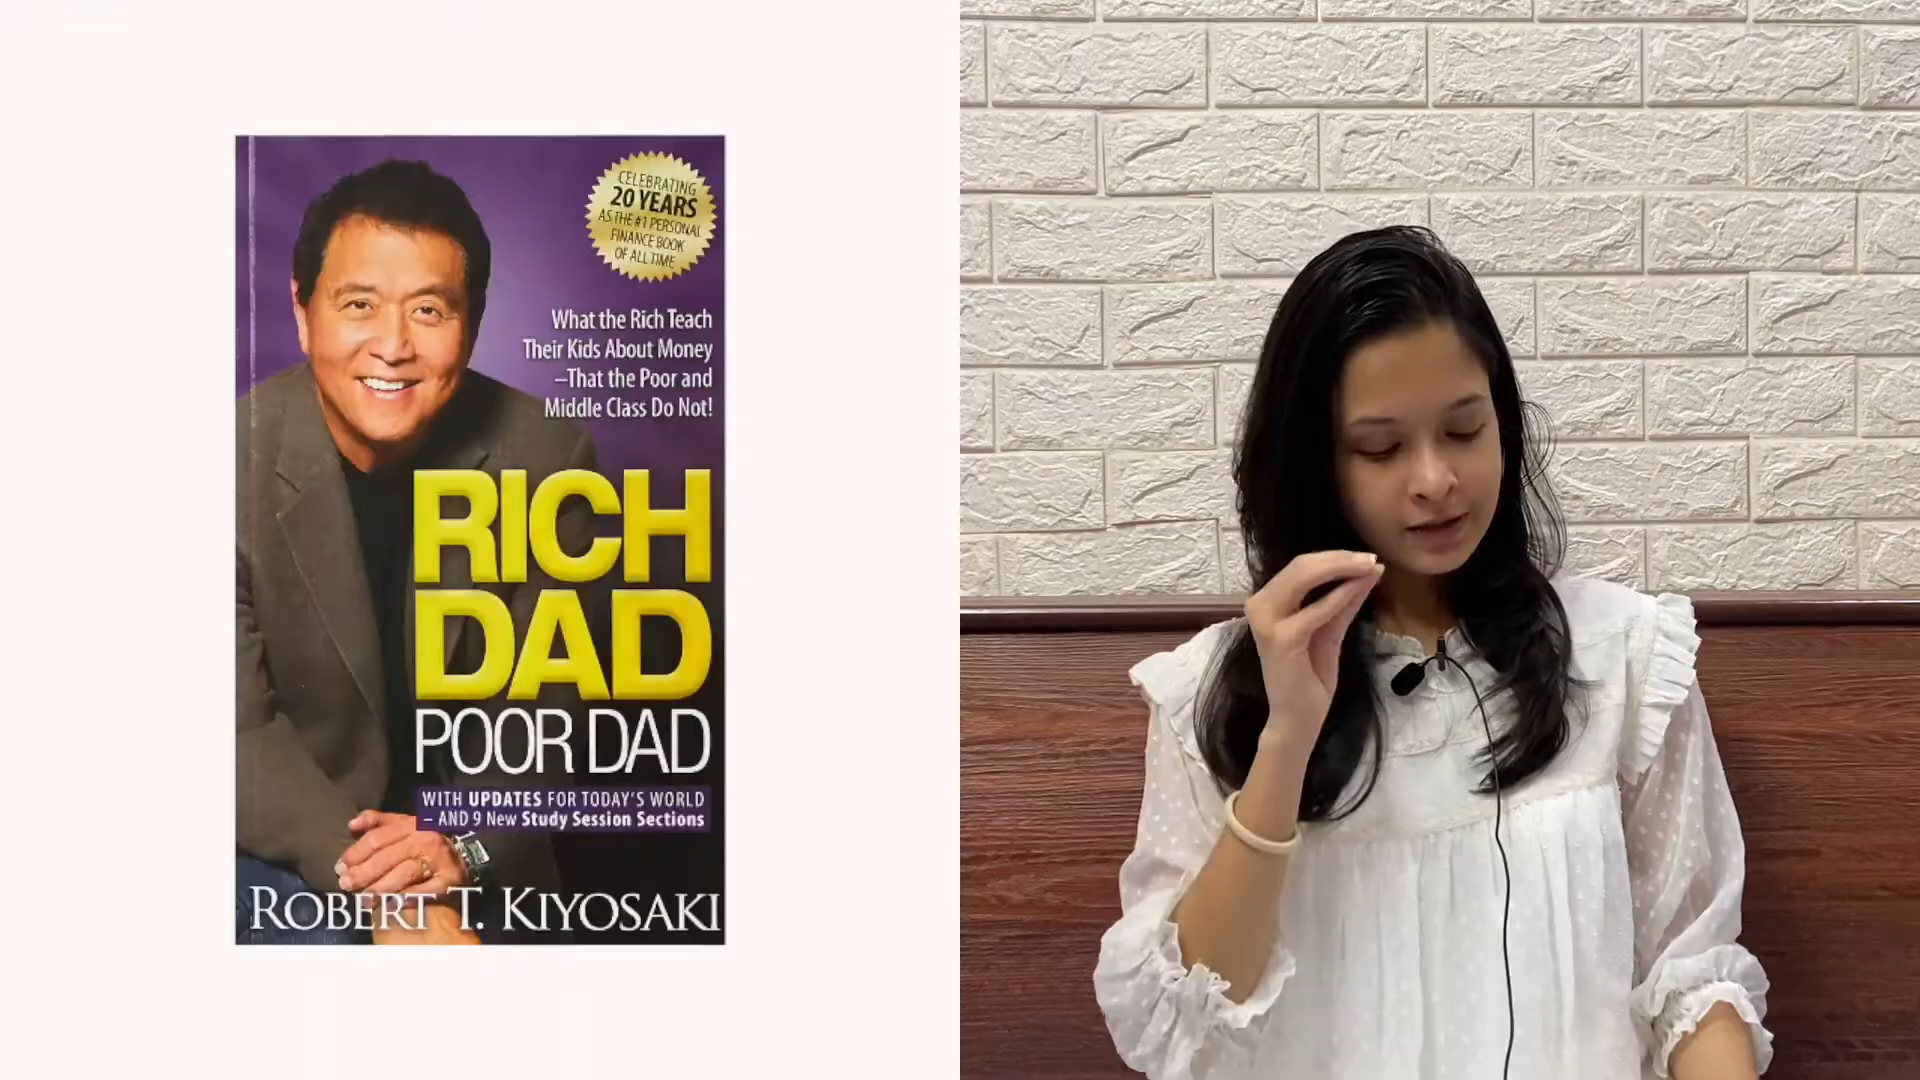 CELEBRATING
20 YEARS
AS THE #1 PERSONAL
FINANCE BOOK
OF ALL TIME
What the Rich Teach
Their Kids About Money
–That the Poor and
Middle Class Do Not!
RICH
DAD
POOR DAD
WITH UPDATES FOR TODAY'S WORLD
– AND 9 New Study Session Sections
ROBERT T. KIYOSAKI